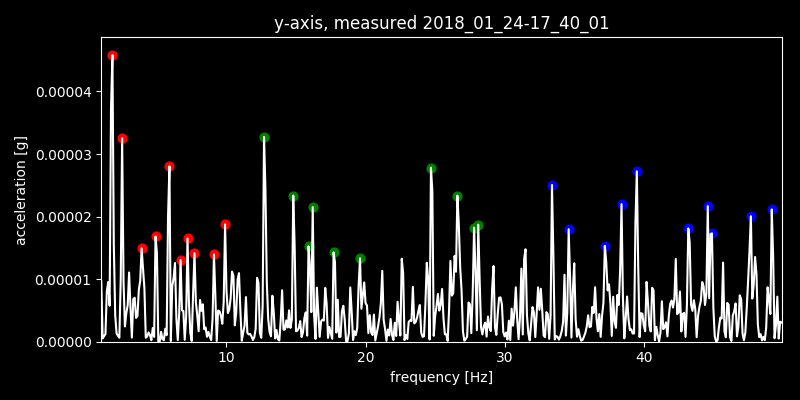 y-axis, measured 2018_01_24-17_40_01
acceleration [g]
0.00004
0.00003
0.00002
0.00001
0.00000
10 20 30 40
frequency [Hz]